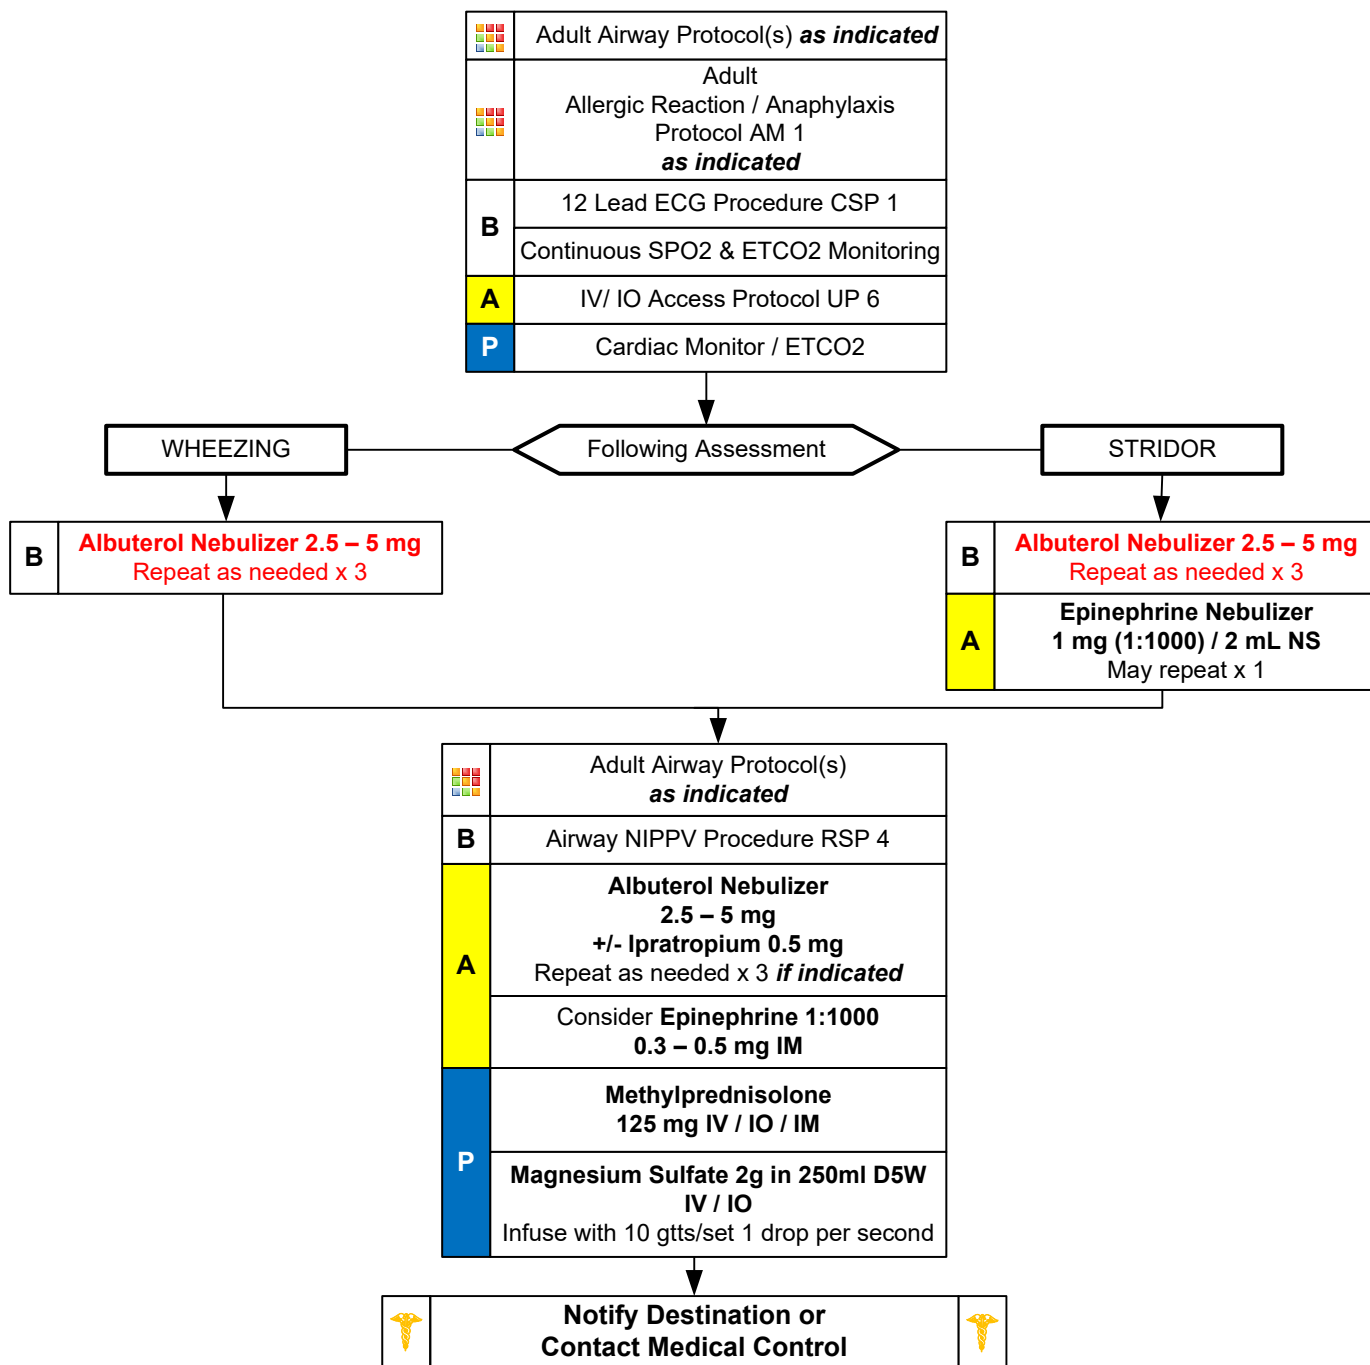 Adult Airway Protocol(s) as indicated
Adult
Allergic Reaction / Anaphylaxis
Protocol AM 1
as indicated
B
12 Lead ECG Procedure CSP 1
Continuous SPO2 & ETCO2 Monitoring
A
IV/ IO Access Protocol UP 6
P
Cardiac Monitor / ETCO2
WHEEZING
Following Assessment
STRIDOR
B
Albuterol Nebulizer 2.5 – 5 mg
Repeat as needed x 3
B
Albuterol Nebulizer 2.5 – 5 mg
Repeat as needed x 3
A
Epinephrine Nebulizer
1 mg (1:1000) / 2 mL NS
May repeat x 1
Adult Airway Protocol(s)
as indicated
B
Airway NIPPV Procedure RSP 4
A
Albuterol Nebulizer
2.5 – 5 mg
+/- Ipratropium 0.5 mg
Repeat as needed x 3 if indicated
Consider Epinephrine 1:1000
0.3 – 0.5 mg IM
P
Methylprednisolone
125 mg IV / IO / IM
Magnesium Sulfate 2g in 250ml D5W
IV / IO
Infuse with 10 gtts/set 1 drop per second
Notify Destination or
Contact Medical Control